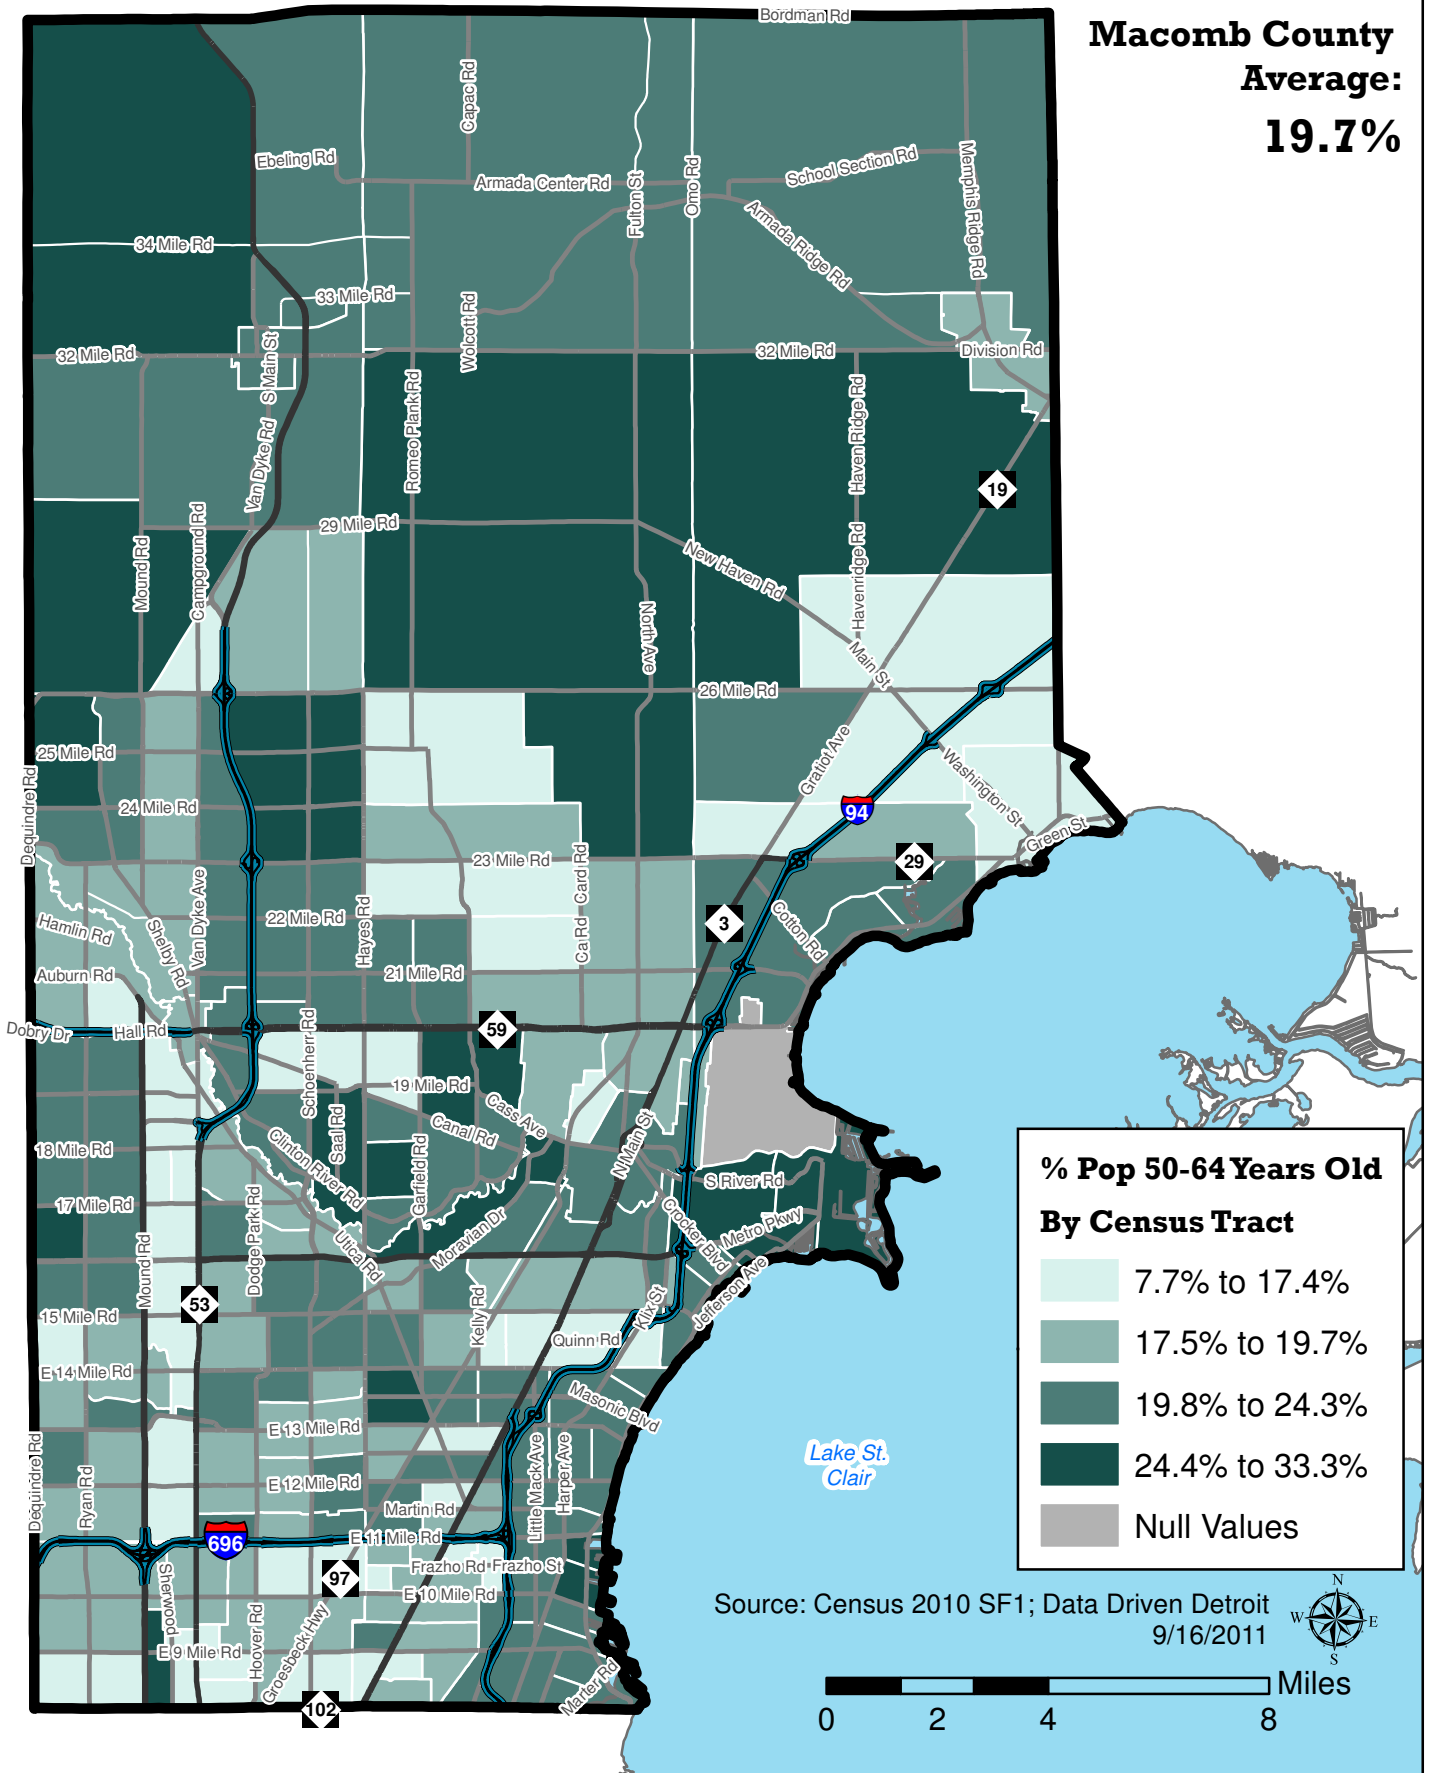 Macomb County
Average:
19.7%
Bordman Rd
Capac Rd
Ebeling Rd
Armada Center Rd
Fulton St
Omo Rd
School Section Rd
Memphis Ridge Rd
Armada Ridge Rd
34 Mile Rd
33 Mile Rd
Wolcott Rd
32 Mile Rd
S Main St
32 Mile Rd
Division Rd
Romeo Plank Rd
Haven Ridge Rd
Van Dyke Rd
19
29 Mile Rd
Mound Rd
Campground Rd
New Haven Rd
Havenridge Rd
North Ave
Main St
26 Mile Rd
25 Mile Rd
Gratiot Ave
Washington St
24 Mile Rd
94
Dequindre Rd
Green St
23 Mile Rd
Card Rd
29
Hamlin Rd
Shelby Rd
Van Dyke Ave
22 Mile Rd
Hayes Rd
Ca Rd
3
Cotton Rd
Auburn Rd
21 Mile Rd
Dobry Dr
Hall Rd
59
Schoenherr Rd
19 Mile Rd
Cass Ave
Saal Rd
Canal Rd
N Main St
18 Mile Rd
Clinton River Rd
Garfield Rd
S River Rd
17 Mile Rd
Dodge Park Rd
Moravian Dr
Crocker Blvd
Metro Pkwy
Mound Rd
Utica Rd
Jefferson Ave
53
15 Mile Rd
Kelly Rd
Klix St
Quinn Rd
E 14 Mile Rd
Masonic Blvd
E 13 Mile Rd
Dequindre Rd
Ryan Rd
E 12 Mile Rd
Little Mack Ave
Harper Ave
Martin Rd
696
E 11 Mile Rd
Frazho Rd
Frazho St
97
E 10 Mile Rd
Sherwood
Hoover Rd
Groesbeck Hwy
E 9 Mile Rd
Marter Rd
102
Lake St.
Clair
% Pop 50-64 Years Old
By Census Tract
7.7% to 17.4%
17.5% to 19.7%
19.8% to 24.3%
24.4% to 33.3%
Null Values
Source: Census 2010 SF1; Data Driven Detroit
9/16/2011
N
W
E
S
Miles
0 2 4 8